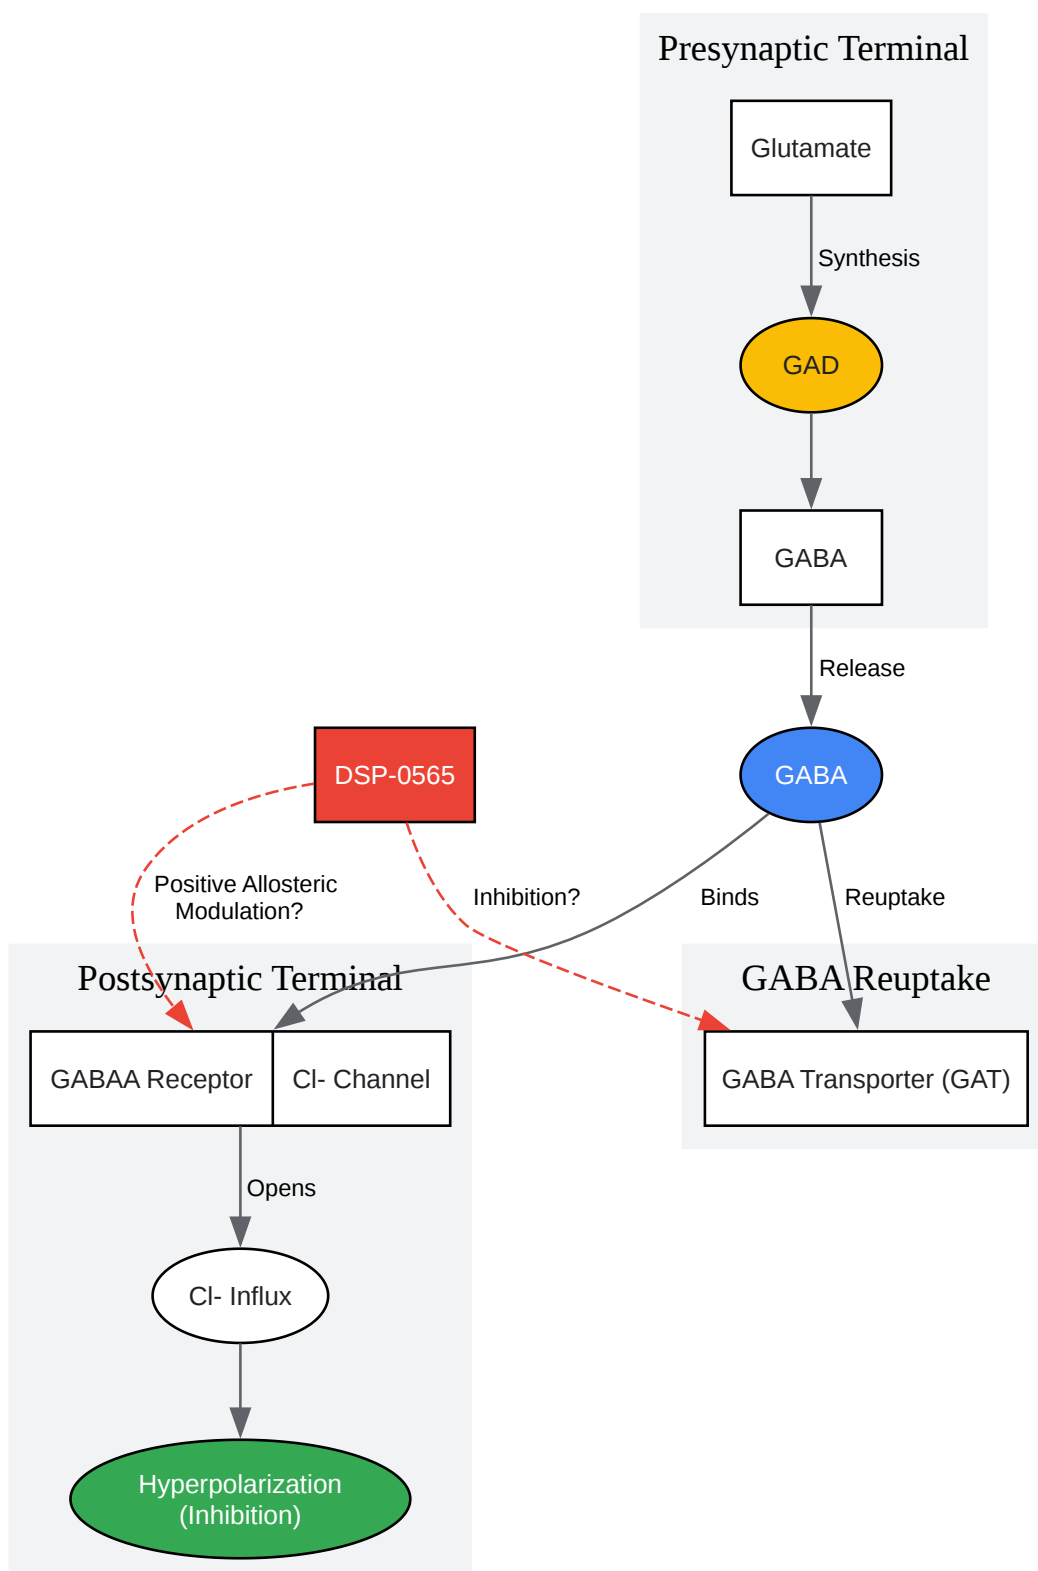 Presynaptic Terminal
Glutamate
Synthesis
GAD
GABA
Release
DSP-0565
GABA
Positive Allosteric
Modulation?
Inhibition?
Binds
Reuptake
Postsynaptic Terminal
GABA Reuptake
GABAA Receptor
Cl- Channel
GABA Transporter (GAT)
Opens
Cl- Influx
Hyperpolarization
(Inhibition)